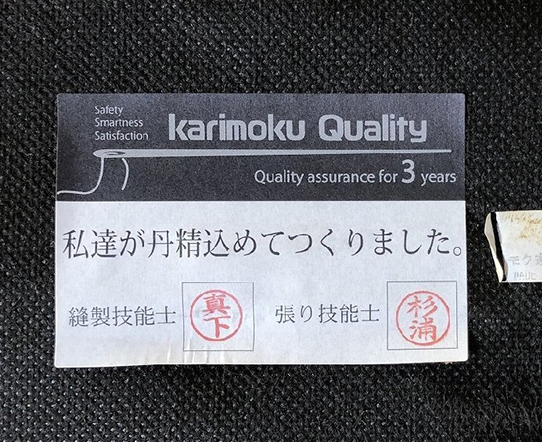 Safety
Smartness
Satisfaction
karimoku Quality
Quality assurance for 3 years
私達が丹精込めてつくりました。
縫製技能士 真下 張り技能士 杉浦
モク